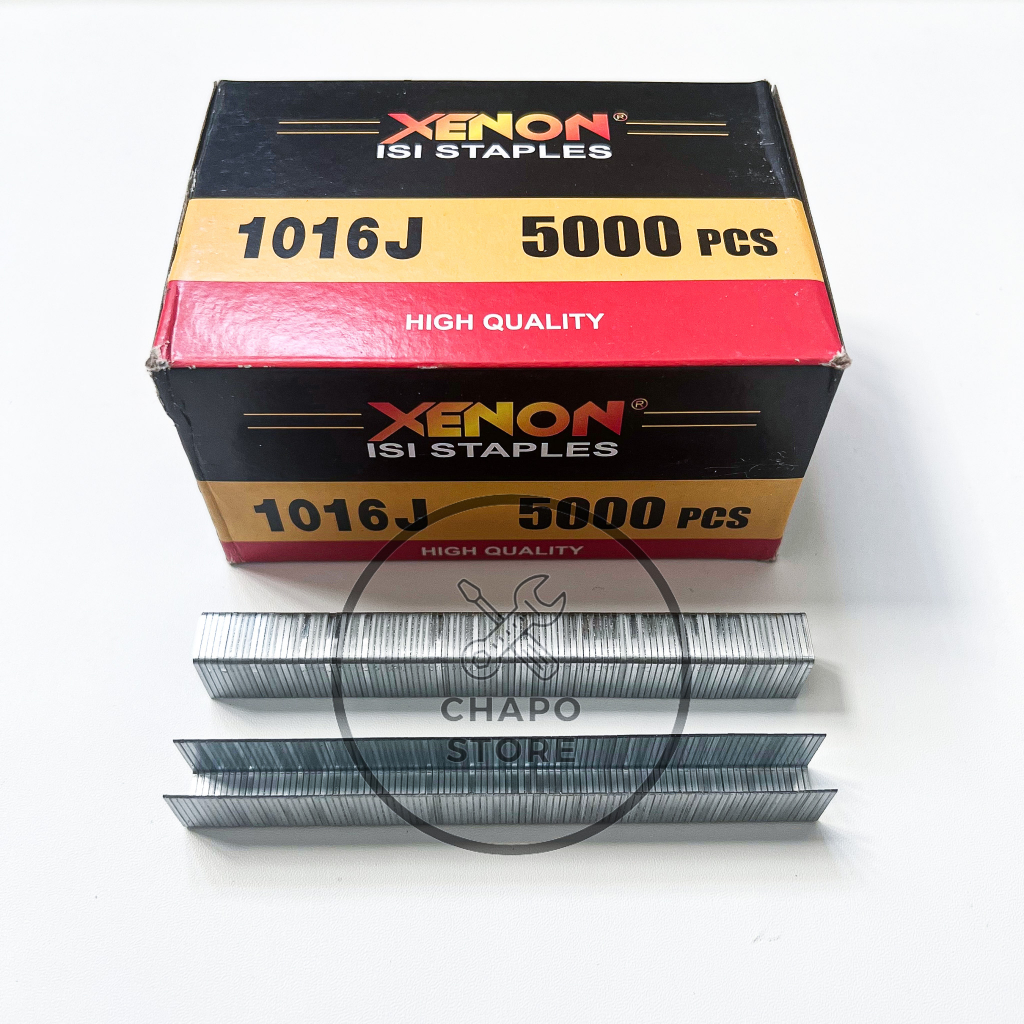 XENON®
ISI STAPLES
1016J 5000 PCS
HIGH QUALITY
XENON®
ISI STAPLES
1016J 5000 PCS
HIGH QUALITY
CHAPO
STORE